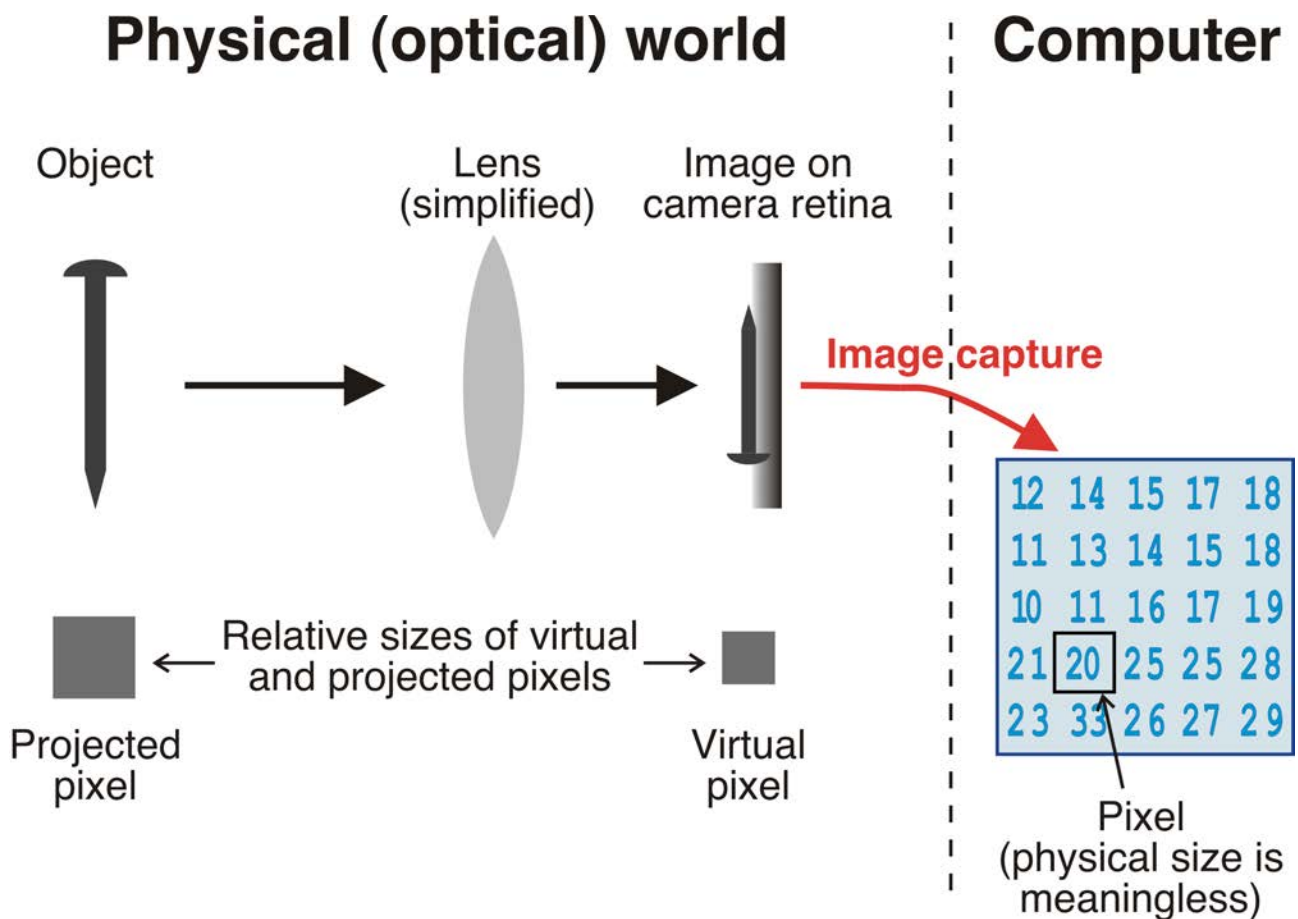 Physical (optical) world
Computer
Object
Lens
(simplified)
Image on
camera retina
Image capture
12 14 15 17 18
11 13 14 15 18
10 11 16 17 19
21 20 25 25 28
23 33 26 27 29
Relative sizes of virtual
and projected pixels
Projected
pixel
Virtual
pixel
Pixel
(physical size is
meaningless)